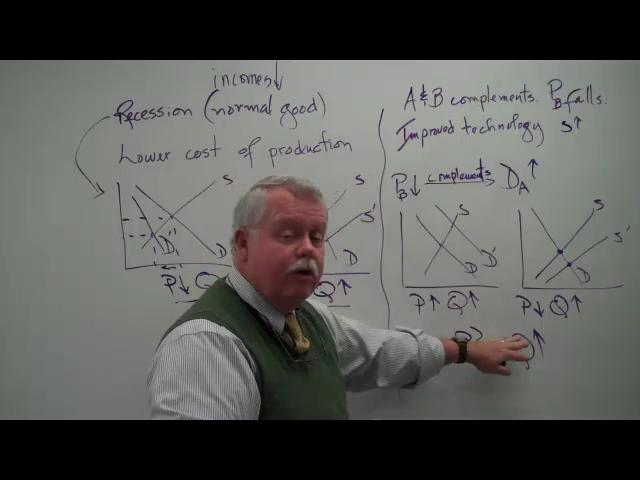 incomes↓
Recession (normal good)
Lower cost of production
S
D
D'
P↓ Q
S
S'
D
Q↑
A&B complements. P_B falls.
Improved technology S↑
P_B↓ complements D_A↑
S
D
D'
P↑ Q↑
S
S'
D
P↓ Q↑
P?
Q↑